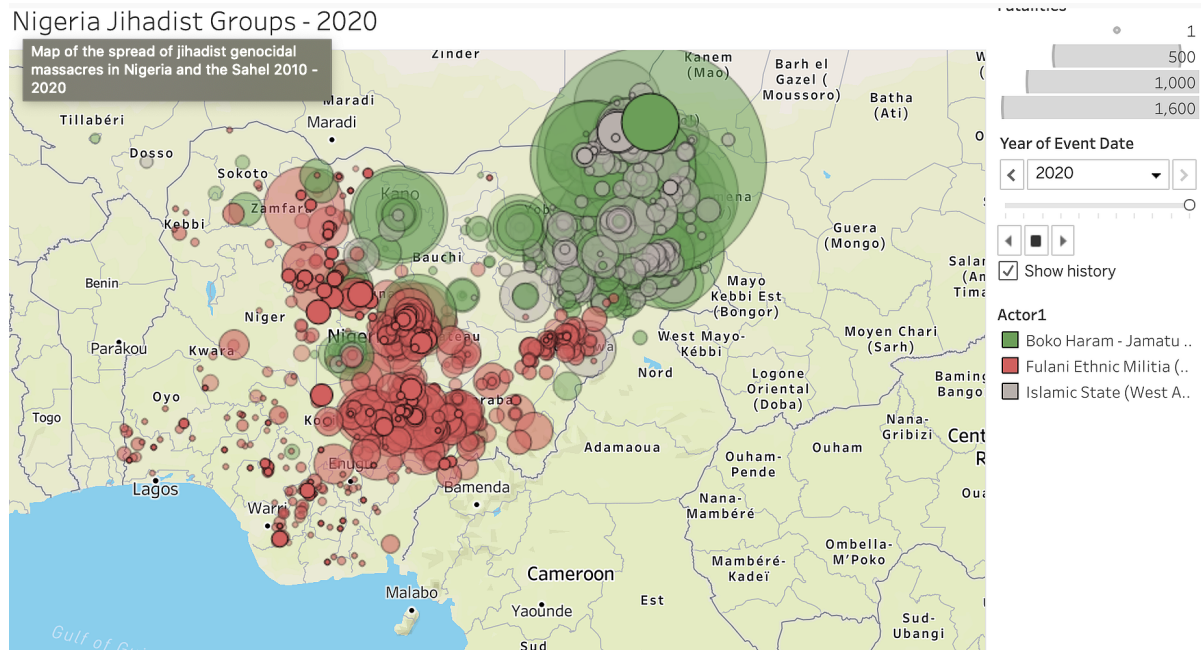 Nigeria Jihadist Groups - 2020
Map of the spread of jihadist genocidal
massacres in Nigeria and the Sahel 2010 -
2020
Fatalities
1
500
1,000
1,600
Year of Event Date
2020
Show history
Actor1
Boko Haram - Jamatu ..
Fulani Ethnic Militia (..
Islamic State (West A..
Zinder
Kanem
(Mao)
Barh el
Gazel (
Moussoro)
Batha
(Ati)
Tillabéri
Maradi
Maradi
Dosso
Sokoto
Zamfara
Kano
Kebbi
Guera
(Mongo)
Bauchi
Benin
Niger
Mayo
Kebbi Est
(Bongor)
Parakou
Kwara
West Mayo-
Kébbi
Moyen Chari
(Sarh)
Nord
Logone
Oriental
(Doba)
Oyo
Togo
Nana-
Gribizi
Adamaoua
Ouham
Ouham-
Pende
Enugu
Lagos
Bamenda
Warri
Nana-
Mambéré
Ombella-
M'Poko
Mambéré-
Kadeï
Cameroon
Malabo
Yaoundé
Est
Sud-
Ubangi
Sud
Gulf of